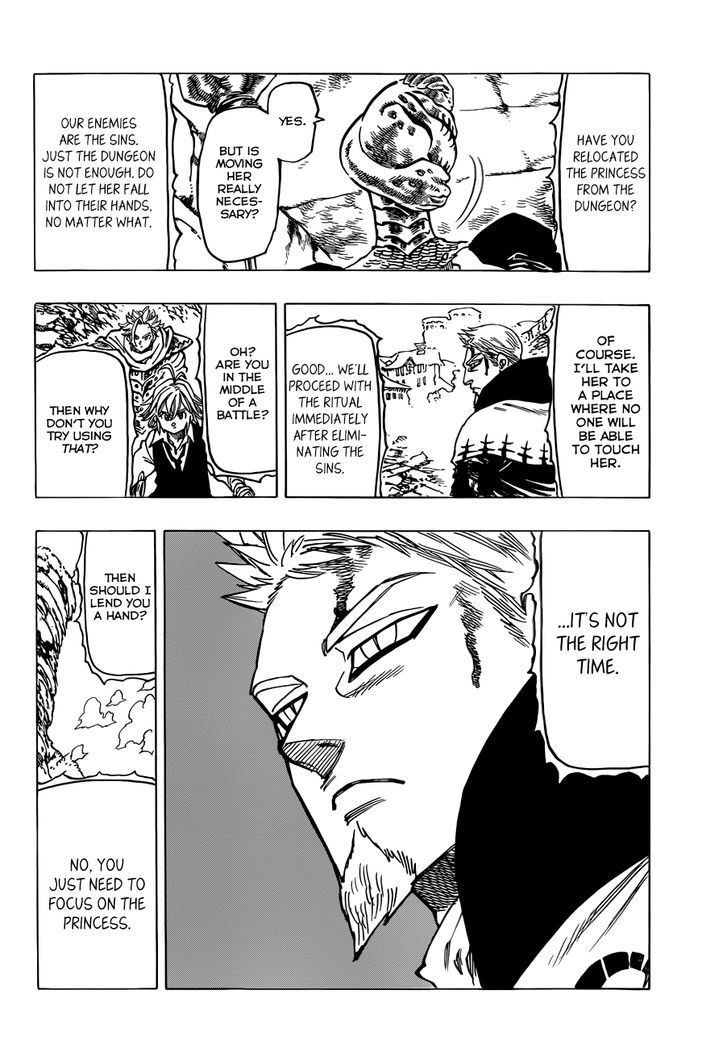 HAVE YOU
RELOCATED
THE PRINCESS
FROM THE
DUNGEON?
YES.
BUT IS
MOVING
HER
REALLY
NECES-
SARY?
OUR ENEMIES
ARE THE SINS.
JUST THE DUNGEON
IS NOT ENOUGH. DO
NOT LET HER FALL
INTO THEIR HANDS,
NO MATTER WHAT.
OF
COURSE.
I'LL TAKE
HER TO
A PLACE
WHERE NO
ONE WILL
BE ABLE
TO TOUCH
HER.
GOOD... WE'LL
PROCEED WITH
THE RITUAL
IMMEDIATELY
AFTER ELIMI-
NATING THE
SINS.
OH?
ARE YOU
IN THE
MIDDLE
OF A
BATTLE?
THEN WHY
DON'T YOU
TRY USING
THAT?
...IT'S NOT
THE RIGHT
TIME.
THEN
SHOULD I
LEND YOU
A HAND?
NO, YOU
JUST NEED TO
FOCUS ON THE
PRINCESS.